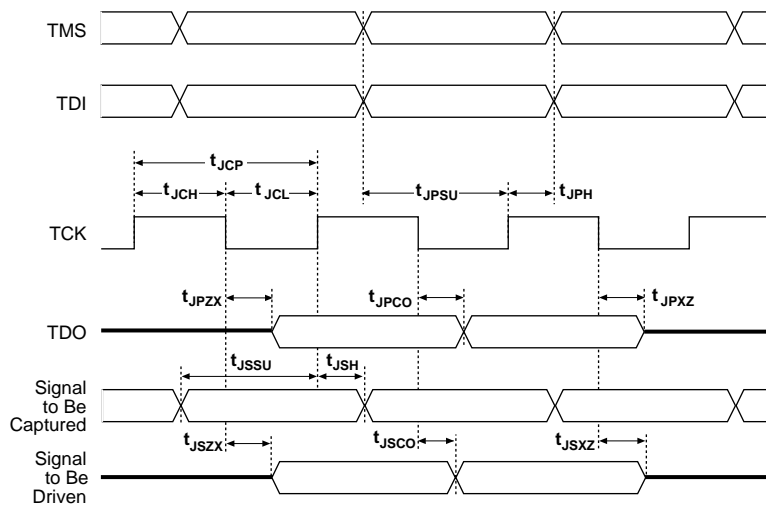 TMS
TDI
tJCP
tJCH
tJCL
tJPSU
tJPH
TCK
tJPZX
tJPCO
tJPXZ
TDO
tJSSU
tJSH
Signal
to Be
Captured
tJSZX
tJSCO
tJSXZ
Signal
to Be
Driven